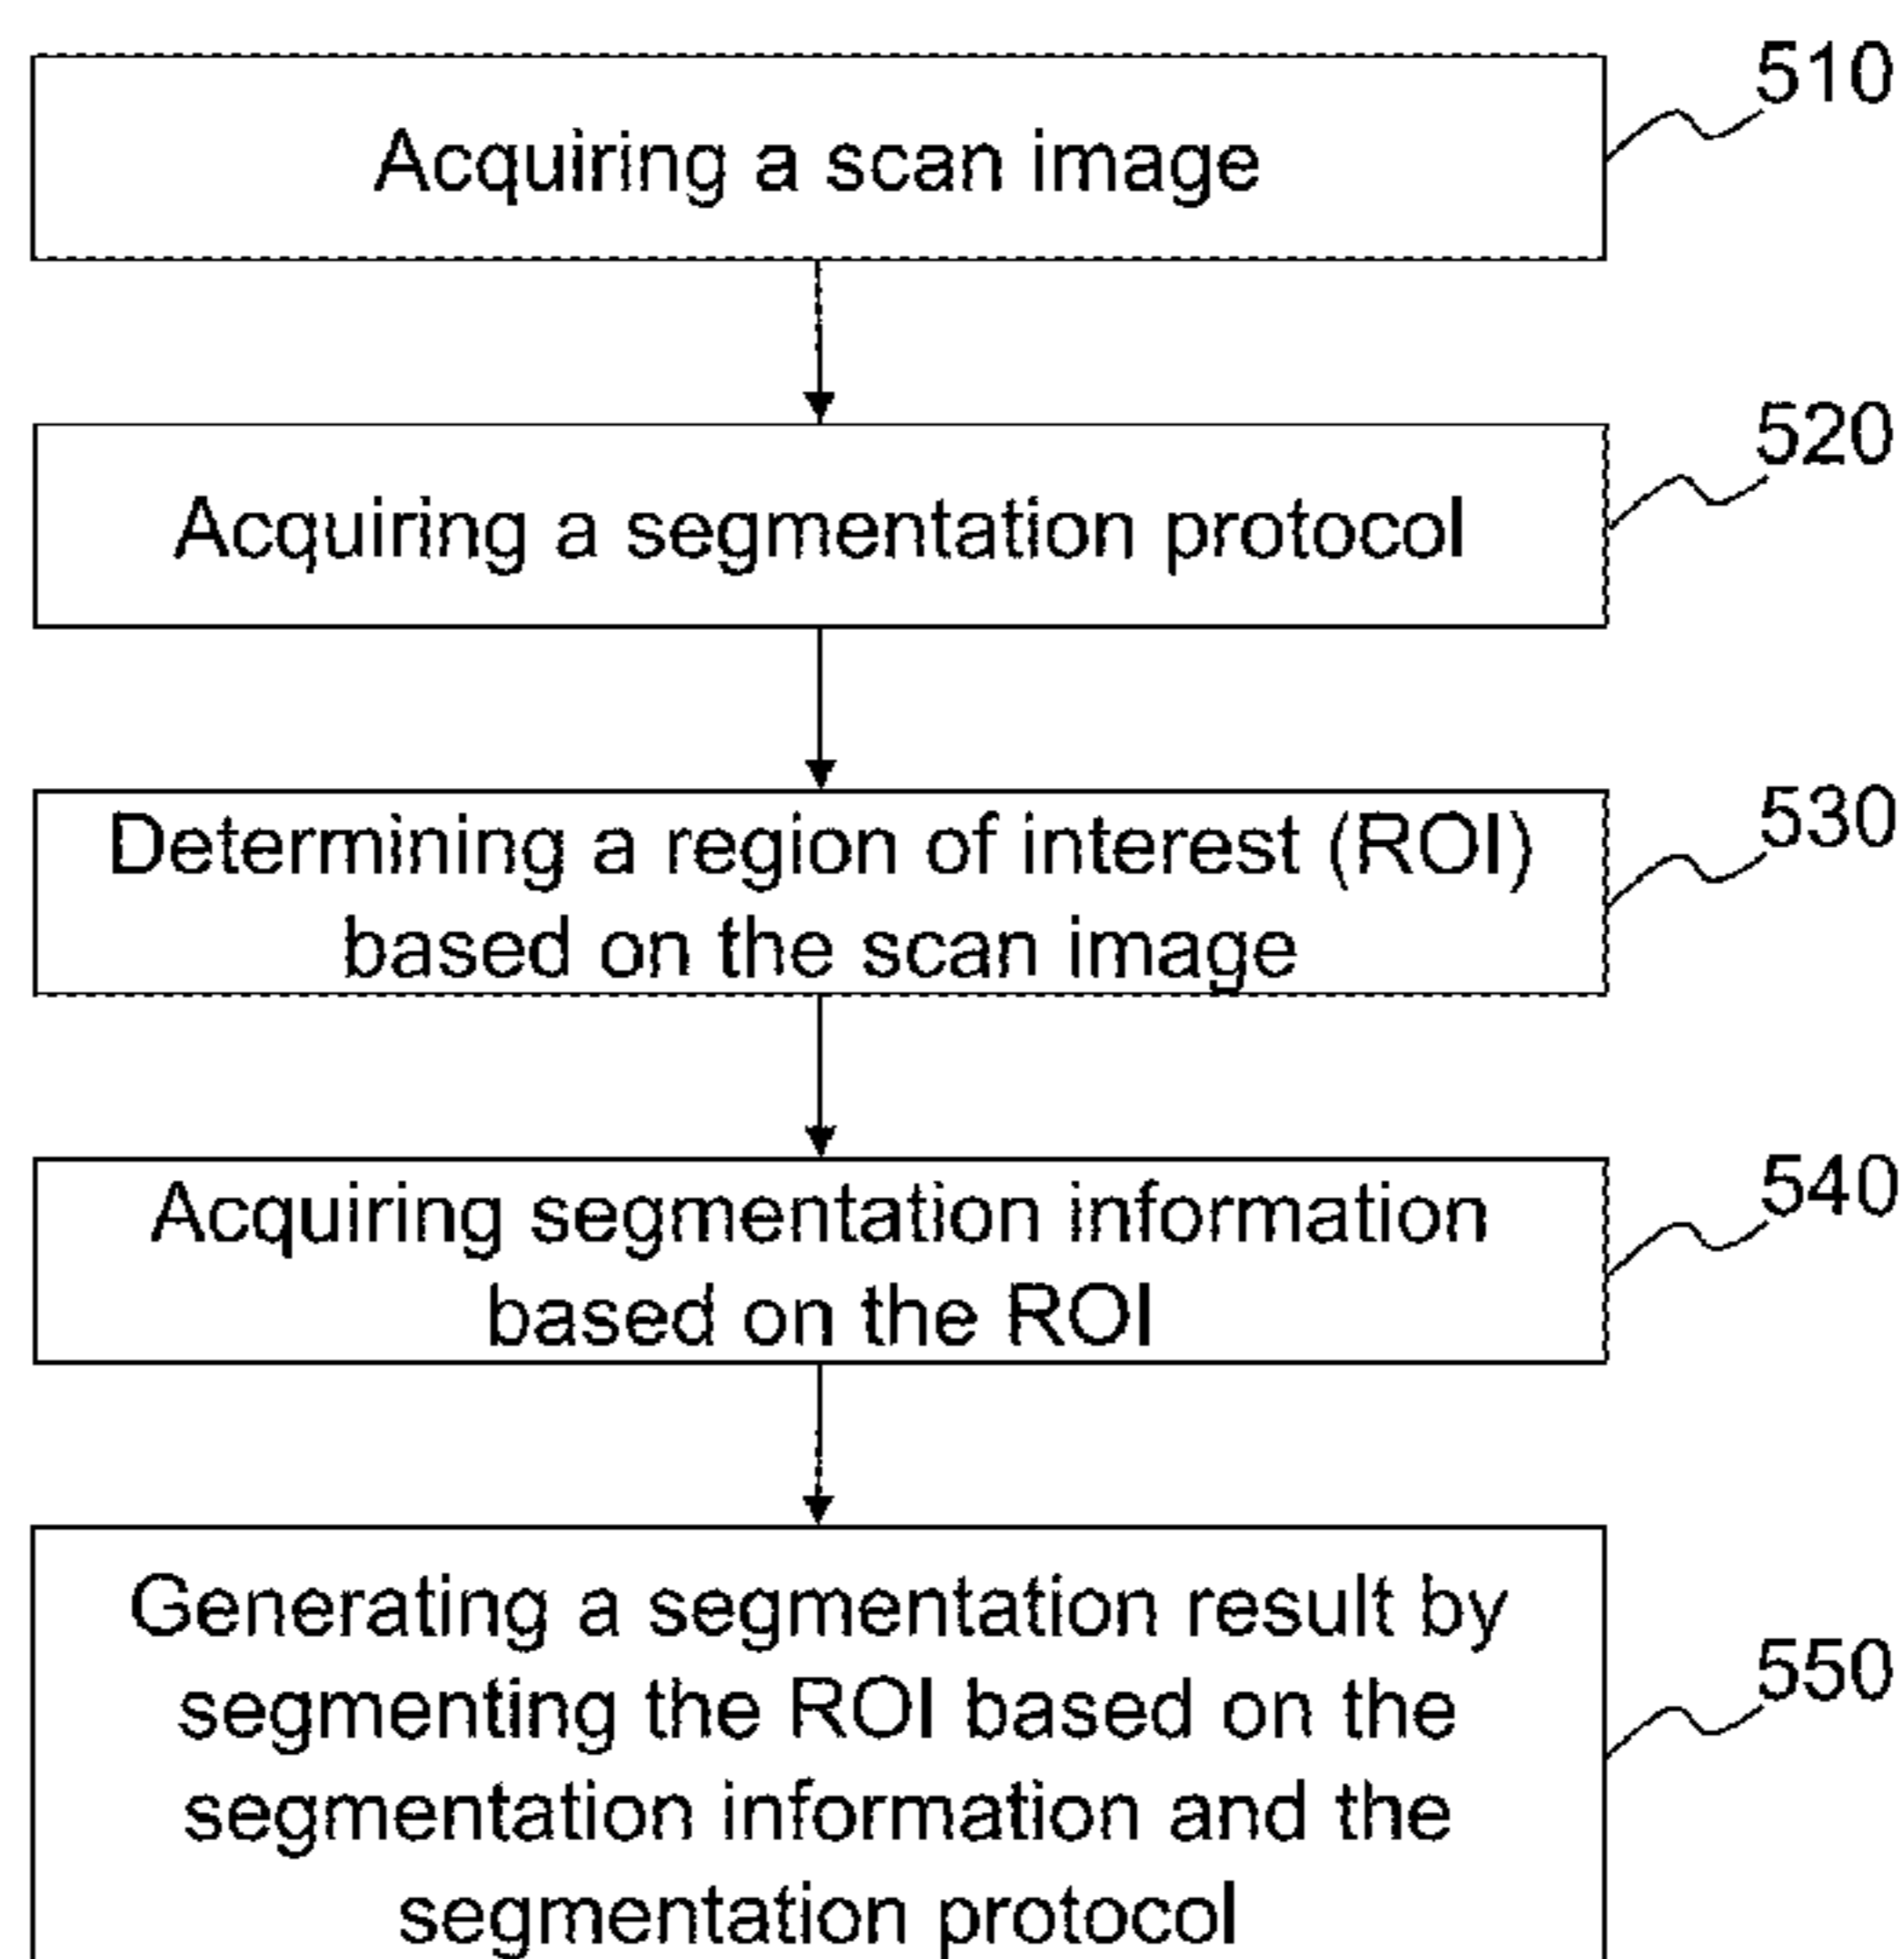 510
Acquiring a scan image
520
Acquiring a segmentation protocol
530
Determining a region of interest (ROI)
based on the scan image
540
Acquiring segmentation information
based on the ROI
550
Generating a segmentation result by
segmenting the ROI based on the
segmentation information and the
segmentation protocol